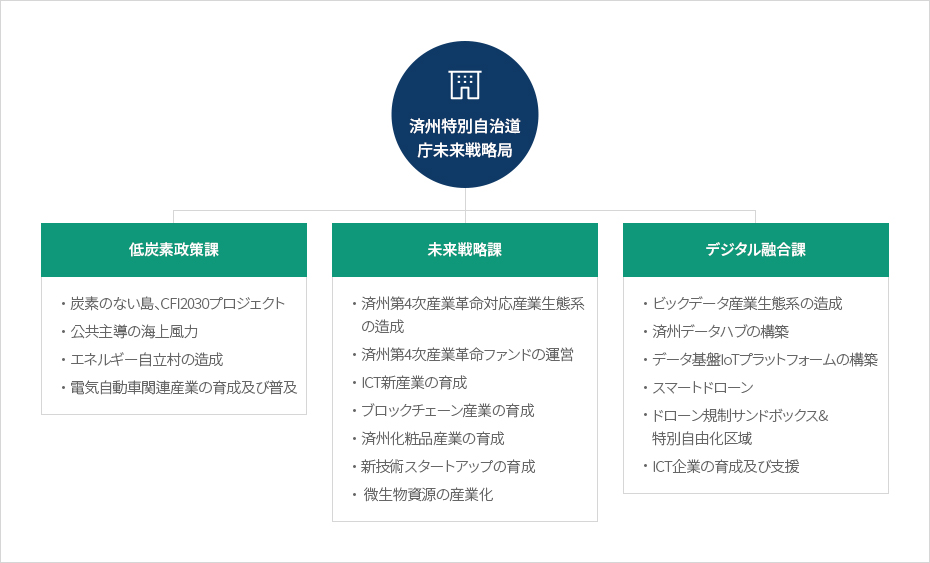 済州特別自治道
庁未来戦略局
低炭素政策課
・炭素のない島、CFI2030プロジェクト
・公共主導の海上風力
・エネルギー自立村の造成
・電気自動車関連産業の育成及び普及
未来戦略課
・済州第4次産業革命対応産業生態系
の造成
・済州第4次産業革命ファンドの運営
・ICT新産業の育成
・ブロックチェーン産業の育成
・済州化粧品産業の育成
・新技術スタートアップの育成
・ 微生物資源の産業化
デジタル融合課
・ビックデータ産業生態系の造成
・済州データハブの構築
・データ基盤IoTプラットフォームの構築
・スマートドローン
・ドローン規制サンドボックス&
特別自由化区域
・ICT企業の育成及び支援